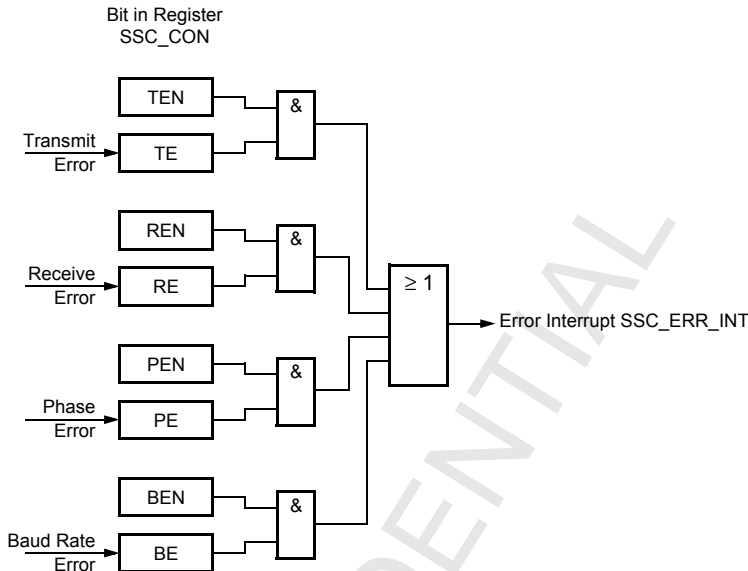 Bit in Register
SSC_CON
TEN
&
Transmit
Error
TE
REN
&
Receive
Error
RE
≥ 1
Error Interrupt SSC_ERR_INT
PEN
&
Phase
Error
PE
BEN
&
Baud Rate
Error
BE
DENTIAL